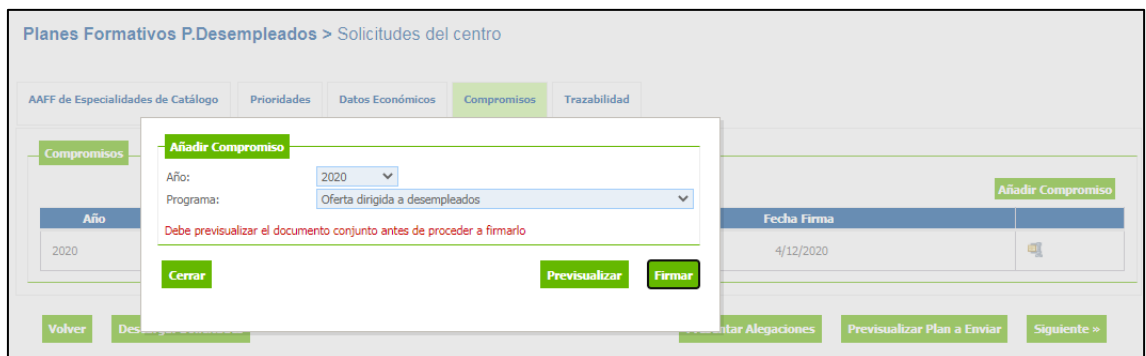 Planes Formativos P.Desempleados > Solicitudes del centro
AAFF de Especialidades de Catálogo Prioridades Datos Económicos Compromisos Trazabilidad
Compromisos
Añadir Compromiso
Año: 2020
Programa: Oferta dirigida a desempleados
Debe previsualizar el documento conjunto antes de proceder a firmarlo
Cerrar Previsualizar Firmar
Añadir Compromiso
Año Fecha Firma
2020 4/12/2020
Volver Alegaciones Previsualizar Plan a Enviar Siguiente »